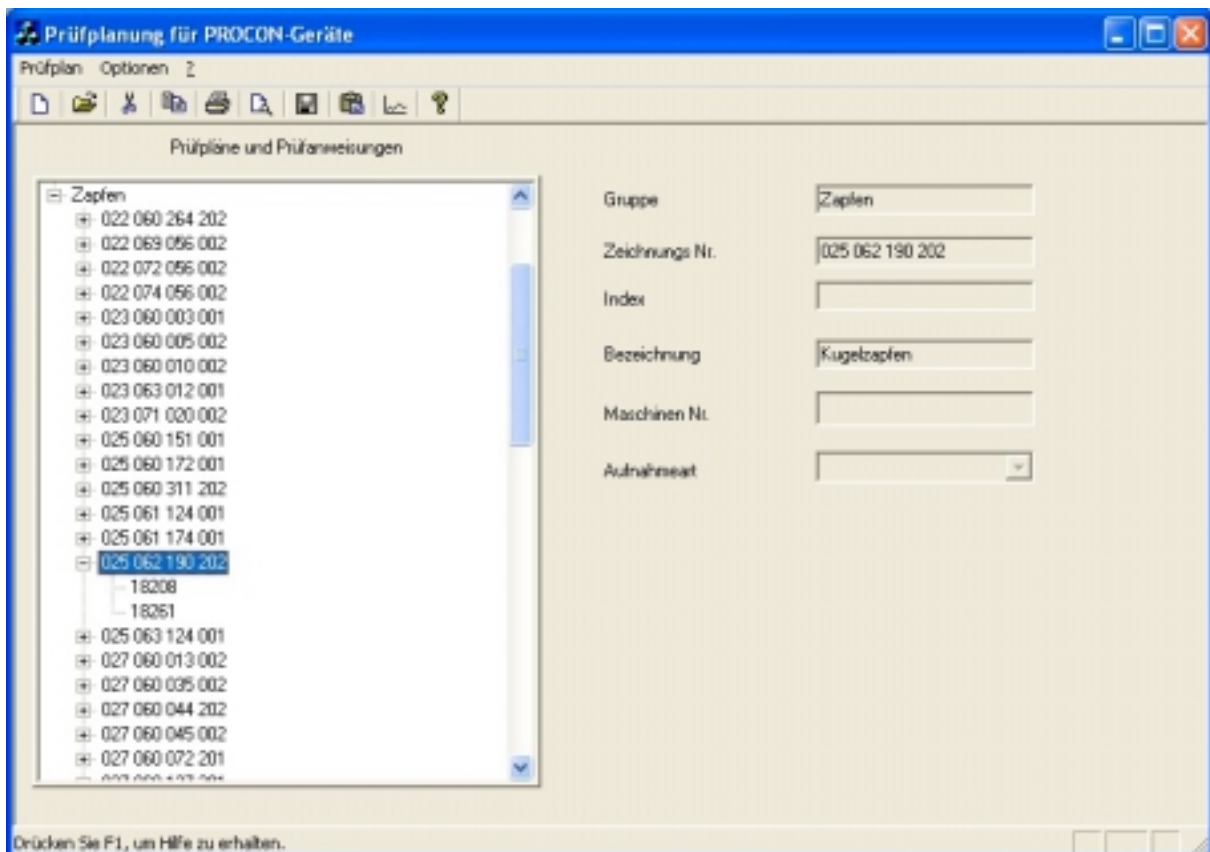 Prüfplanung für PROCON-Geräte
Prüfplan Optionen ?
Prüfpläne und Prüfanweisungen
Zapfen
022 060 264 202
022 069 056 002
022 072 056 002
022 074 056 002
023 060 003 001
023 060 005 002
023 060 010 002
023 063 012 001
023 071 020 002
025 060 151 001
025 060 172 001
025 060 311 202
025 061 124 001
025 061 174 001
025 062 190 202
18208
18261
025 063 124 001
027 060 013 002
027 060 035 002
027 060 044 202
027 060 045 002
027 060 072 201
Gruppe Zapfen
Zeichnungs Nr. 025 062 190 202
Index
Bezeichnung Kugelzapfen
Maschinen Nr.
Aufnahmeart
Drücken Sie F1, um Hilfe zu erhalten.